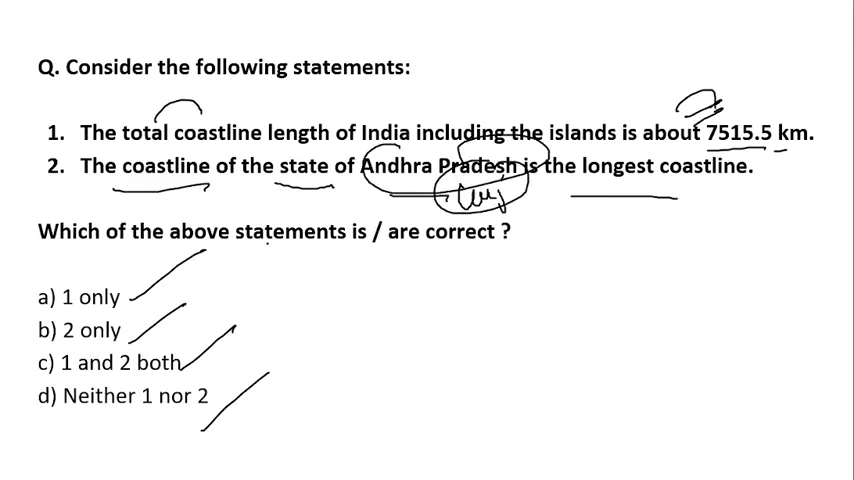 Q. Consider the following statements:
1. The total coastline length of India including the islands is about 7515.5 km.
2. The coastline of the state of Andhra Pradesh is the longest coastline.
Which of the above statements is / are correct ?
a) 1 only
b) 2 only
c) 1 and 2 both
d) Neither 1 nor 2